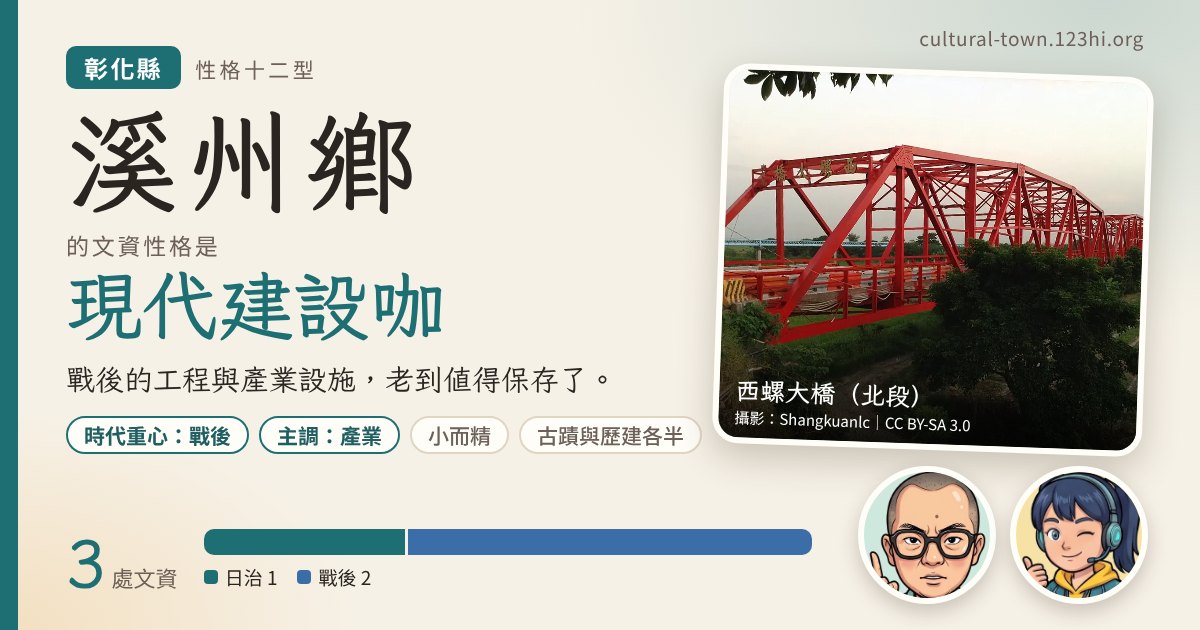 彰化縣 性格十二型
cultural-town.123hi.org
溪州鄉
的文資性格是
現代建設咖
戰後的工程與產業設施，老到值得保存了。
時代重心：戰後 主調：產業 小而精 古蹟與歷建各半
西螺大橋（北段）
攝影：Shangkuanlc｜CC BY-SA 3.0
3 處文資
日治 1 戰後 2